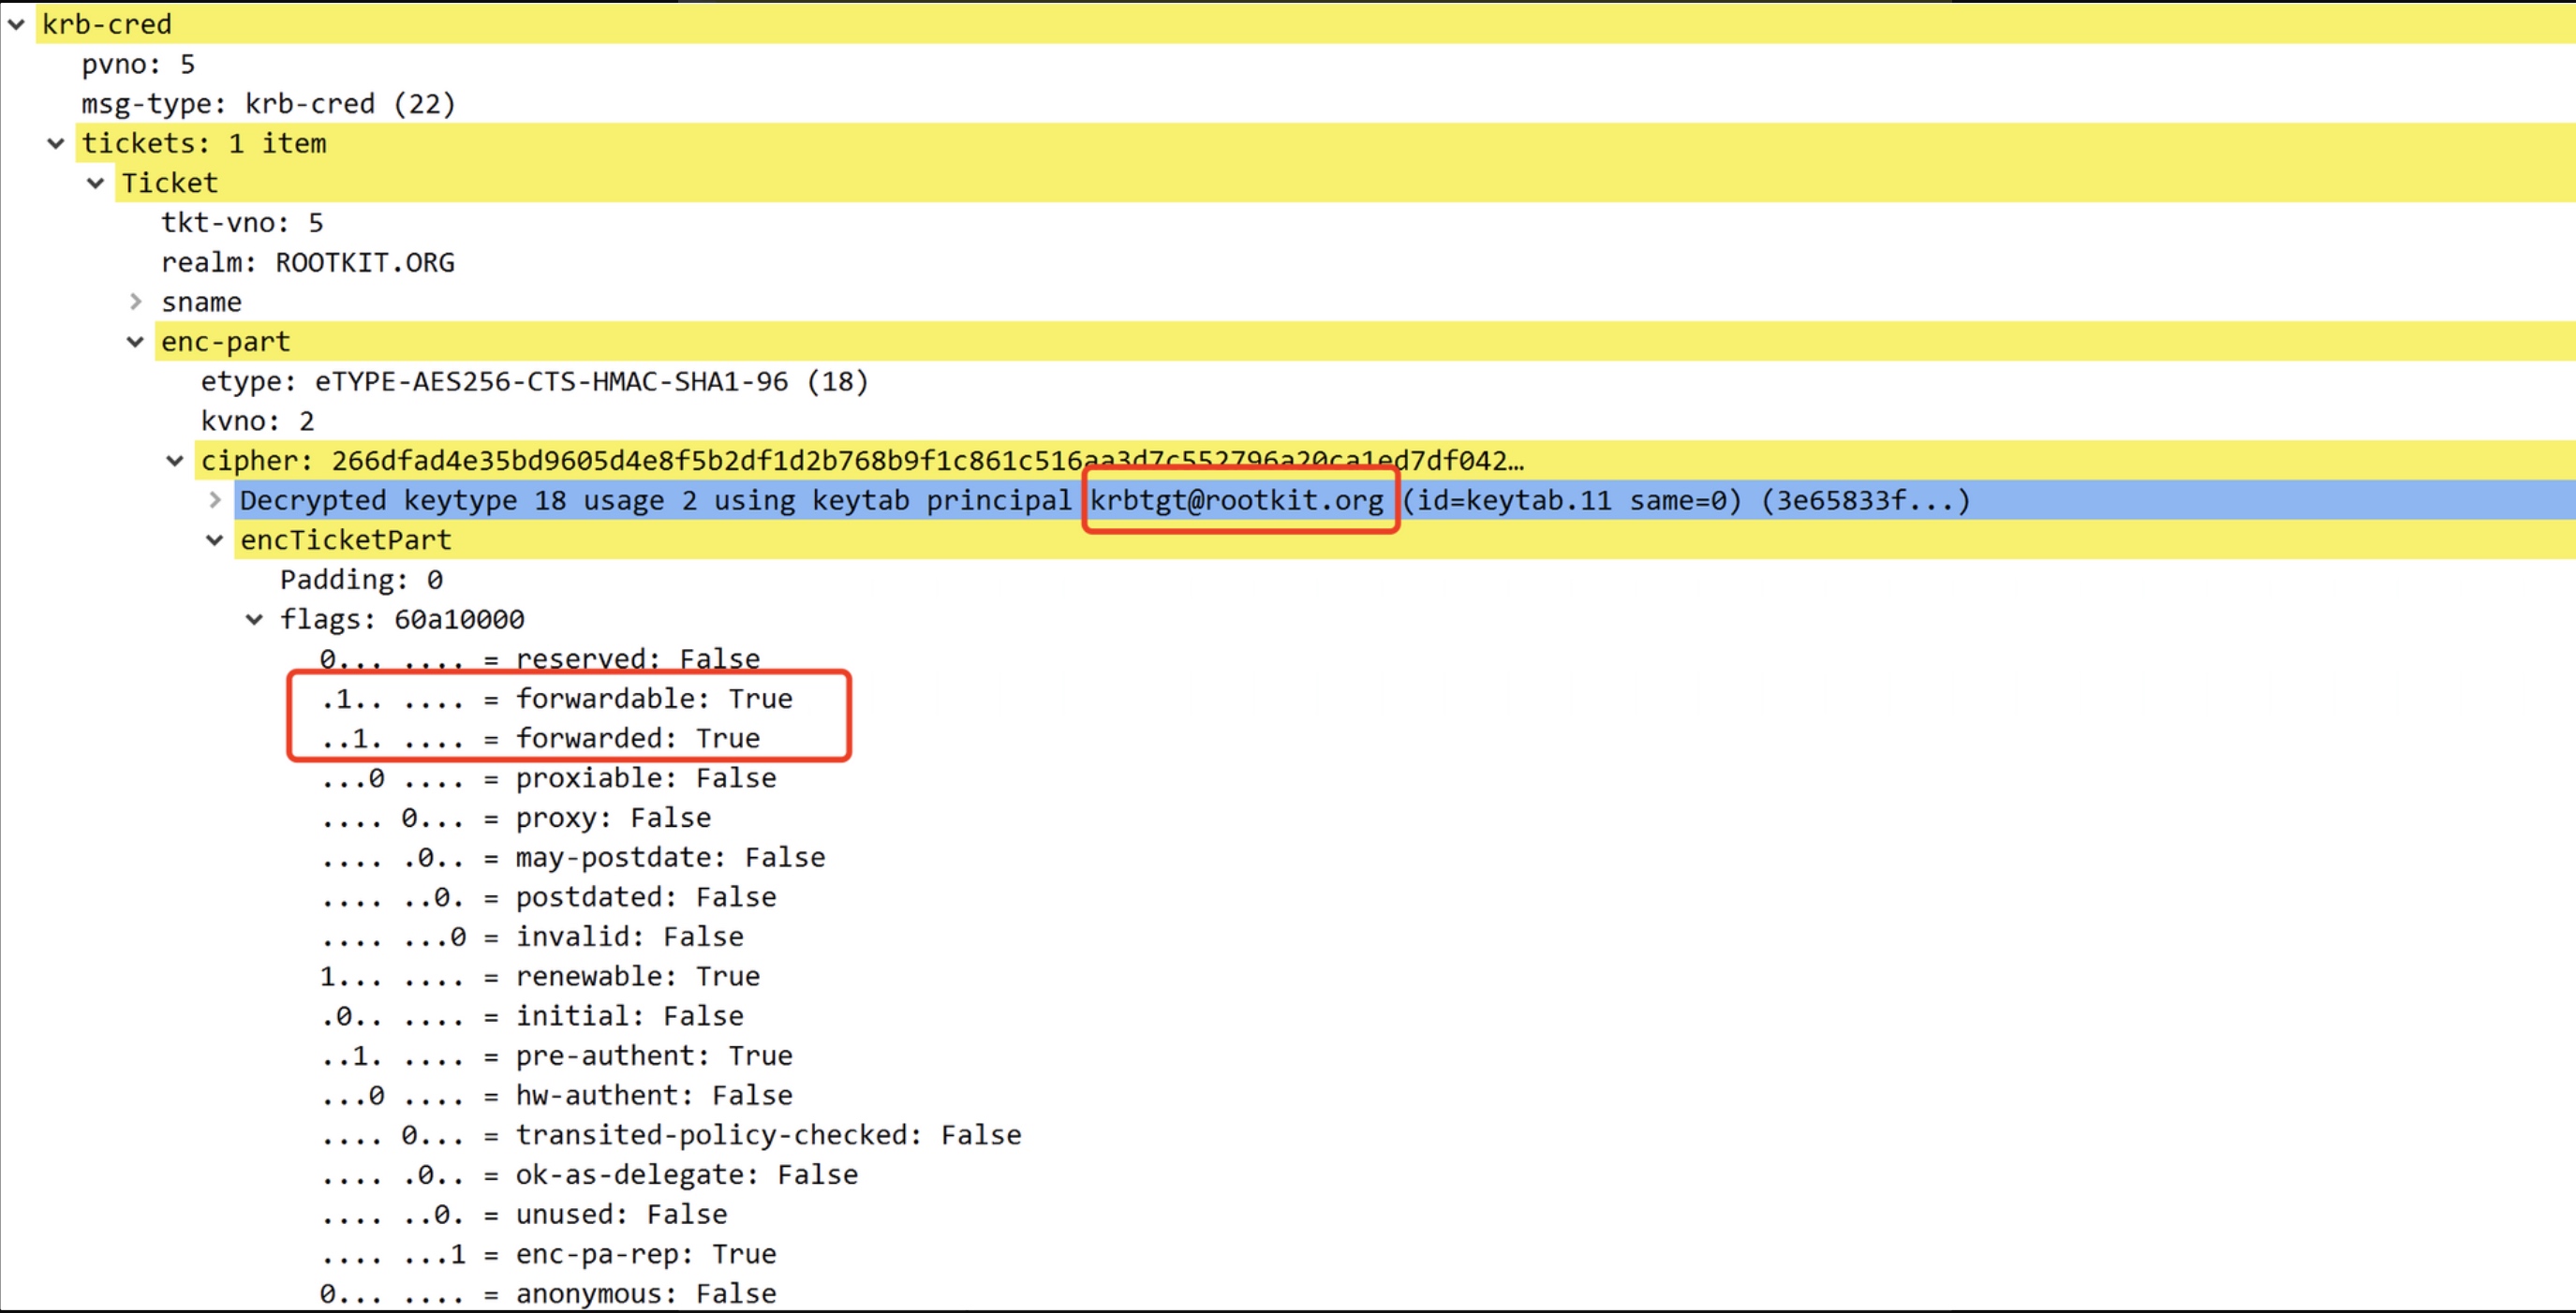 krb-cred
pvno: 5
msg-type: krb-cred (22)
tickets: 1 item
Ticket
tkt-vno: 5
realm: ROOTKIT.ORG
sname
enc-part
etype: eTYPE-AES256-CTS-HMAC-SHA1-96 (18)
kvno: 2
cipher: 266dfad4e35bd9605d4e8f5b2df1d2b768b9f1c861c516aa3d7c552796a20ca1ed7df042…
Decrypted keytype 18 usage 2 using keytab principal krbtgt@rootkit.org (id=keytab.11 same=0) (3e65833f...)
encTicketPart
Padding: 0
flags: 60a10000
0... .... = reserved: False
.1.. .... = forwardable: True
..1. .... = forwarded: True
...0 .... = proxiable: False
.... 0... = proxy: False
.... .0.. = may-postdate: False
.... ..0. = postdated: False
.... ...0 = invalid: False
1... .... = renewable: True
.0.. .... = initial: False
..1. .... = pre-authent: True
...0 .... = hw-authent: False
.... 0... = transited-policy-checked: False
.... .0.. = ok-as-delegate: False
.... ..0. = unused: False
.... ...1 = enc-pa-rep: True
0... .... = anonymous: False